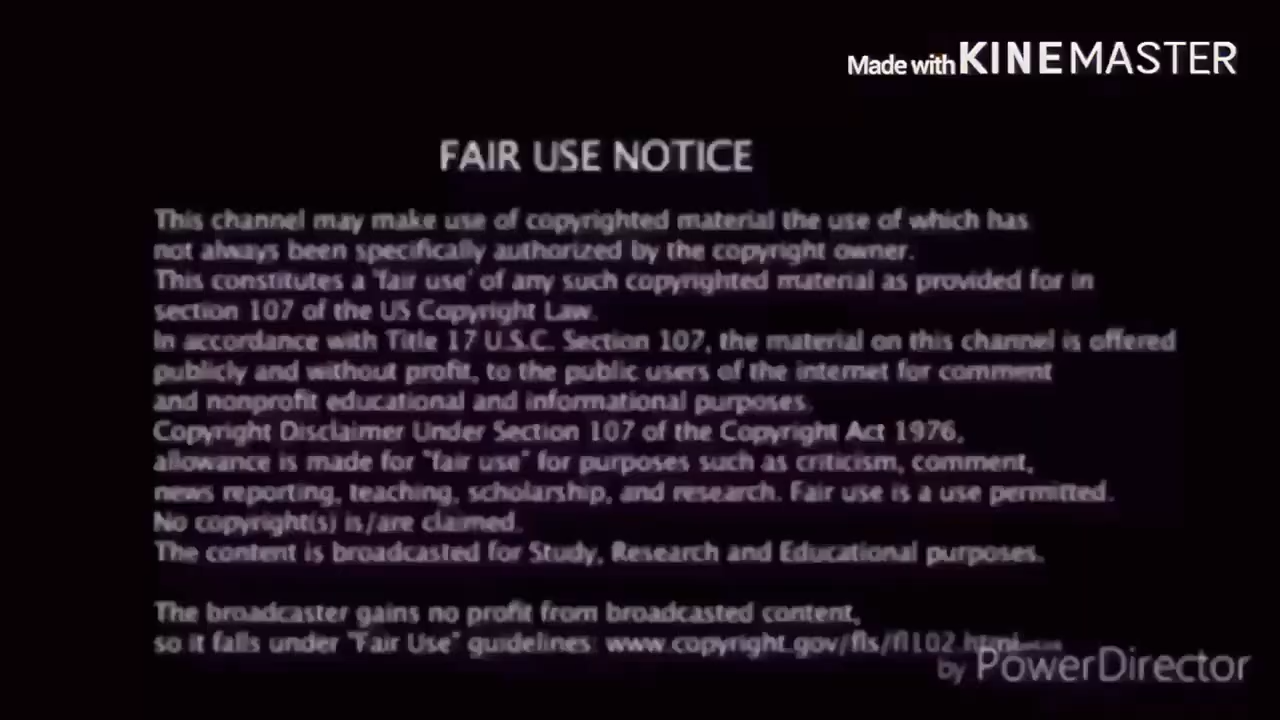 Made with KINEMASTER
FAIR USE NOTICE
This channel may make use of copyrighted material the use of which has
not always been specifically authorized by the copyright owner.
This constitutes a 'fair use' of any such copyrighted material as provided for in
section 107 of the US Copyright Law.
In accordance with Title 17 U.S.C. Section 107, the material on this channel is offered
publicly and without profit, to the public users of the internet for comment
and nonprofit educational and informational purposes.
Copyright Disclaimer Under Section 107 of the Copyright Act 1976,
allowance is made for "fair use" for purposes such as criticism, comment,
news reporting, teaching, scholarship, and research. Fair use is a use permitted.
No copyright(s) is/are claimed.
The content is broadcasted for Study, Research and Educational purposes.
The broadcaster gains no profit from broadcasted content,
so it falls under "Fair Use" guidelines: www.copyright.gov/fls/fl102.html
by PowerDirector